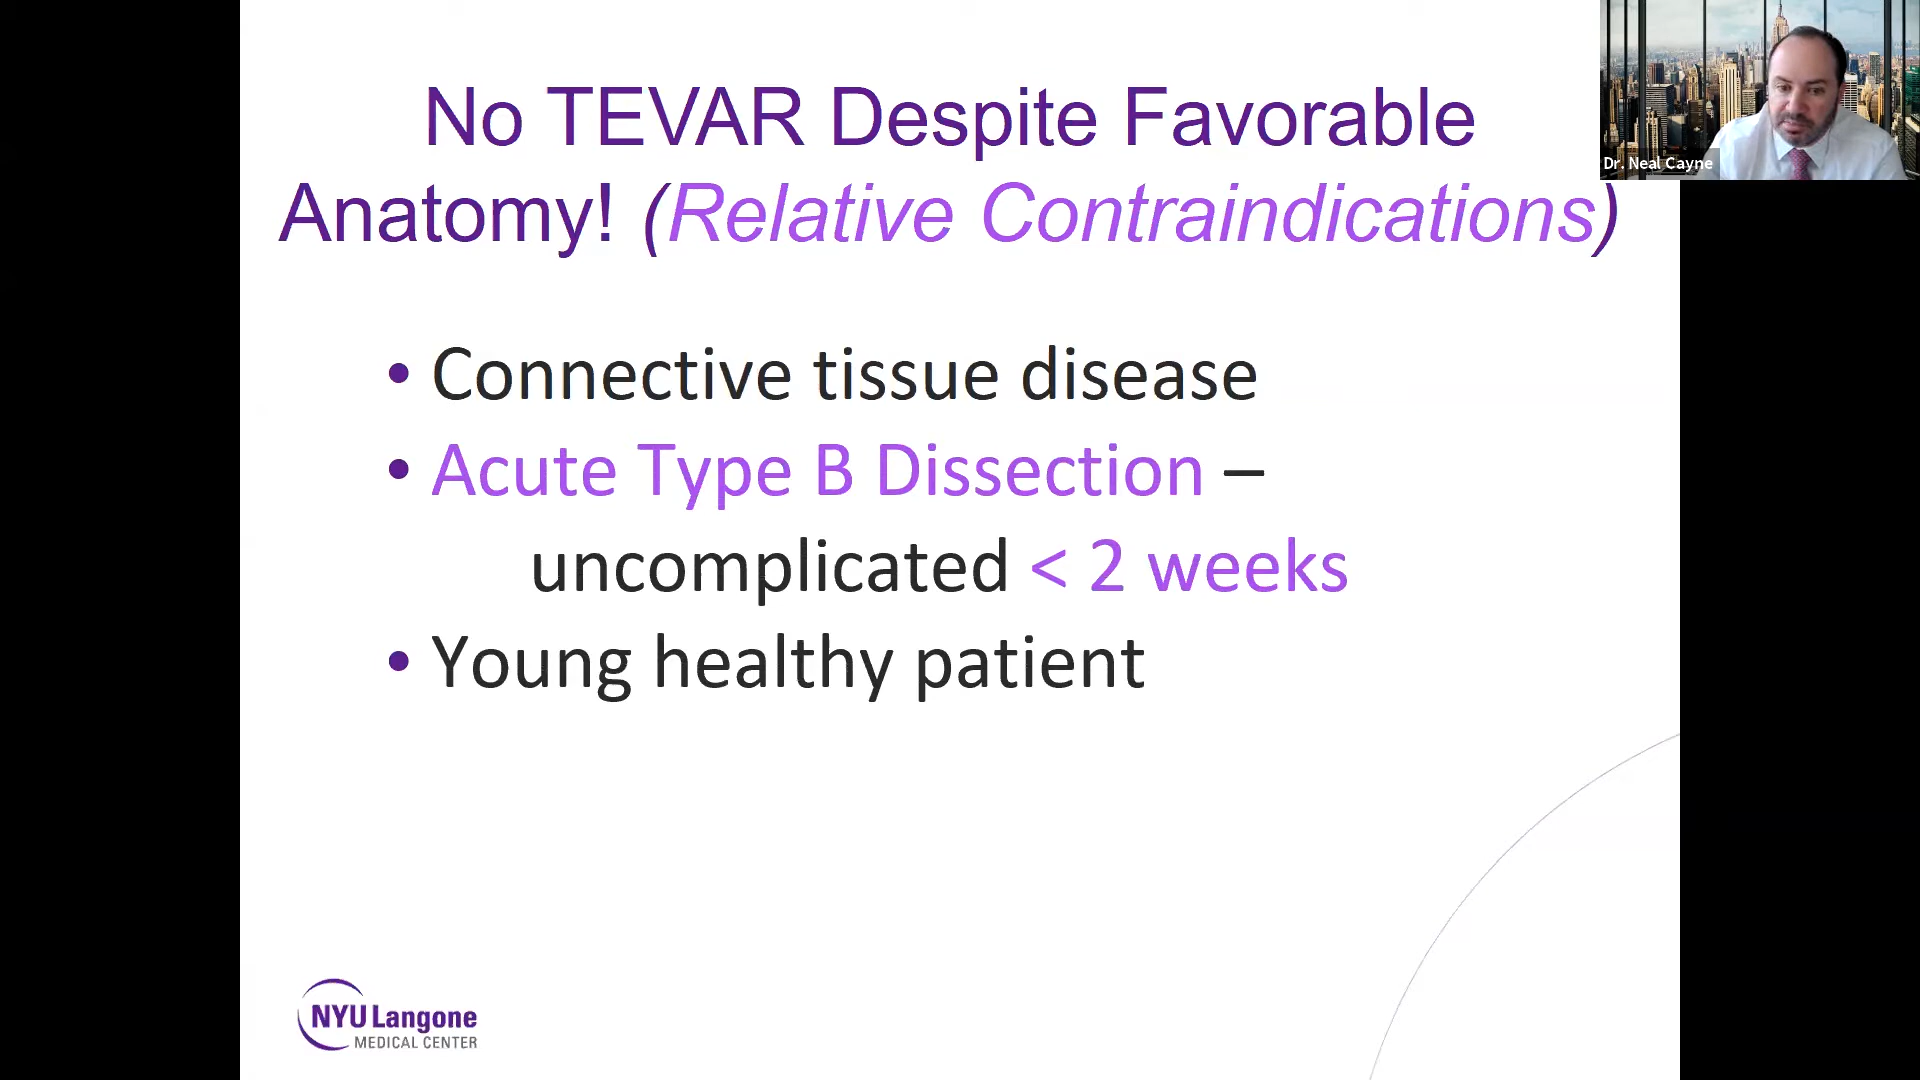 No TEVAR Despite Favorable
Anatomy! (Relative Contraindications)
Dr. Neal Cayne
• Connective tissue disease
• Acute Type B Dissection –
uncomplicated < 2 weeks
• Young healthy patient
NYU Langone
MEDICAL CENTER